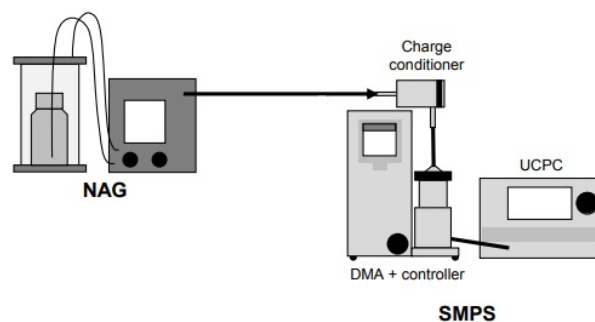 Charge
conditioner
UCPC
NAG
DMA + controller
SMPS